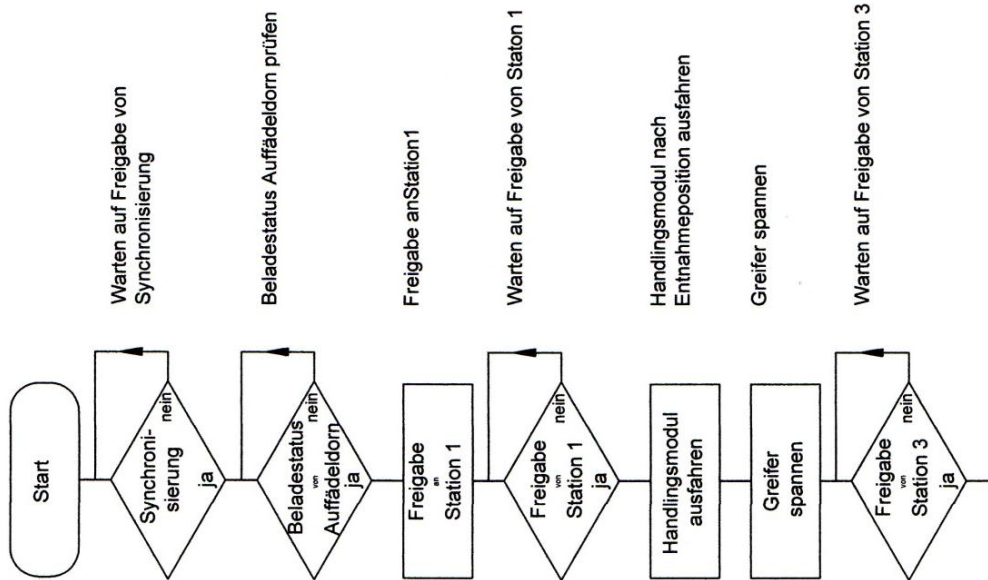 Start
Synchroni-
sierung
nein
ja
Warten auf Freigabe von
Synchronisierung
Beladestatus
von
Auffädeldorn
nein
ja
Beladestatus Auffädeldorn prüfen
Freigabe
an
Station 1
Freigabe anStation1
Freigabe
von
Station 1
nein
ja
Warten auf Freigabe von Staton 1
Handlingsmodul
ausfahren
Handlingsmodul nach
Entnahmeposition ausfahren
Greifer
spannen
Greifer spannen
Freigabe
von
Station 3
nein
ja
Warten auf Freigabe von Station 3